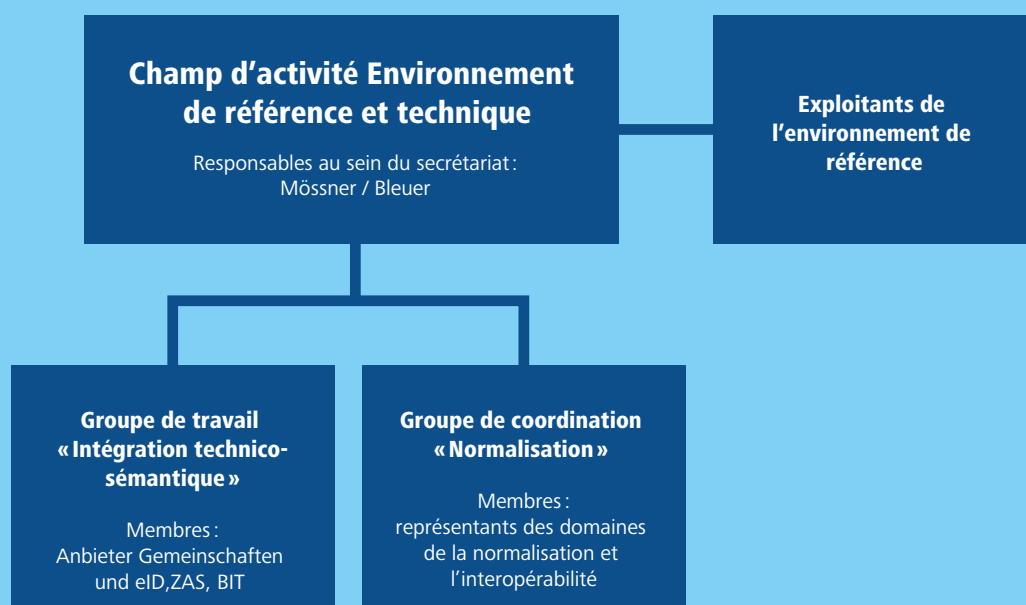 Champ d’activité Environnement
de référence et technique
Responsables au sein du secrétariat :
Mössner / Bleuer
Exploitants de
l’environnement de
référence
Groupe de travail
« Intégration technico-
sémantique »
Membres :
Anbieter Gemeinschaften
und eID,ZAS, BIT
Groupe de coordination
« Normalisation »
Membres :
représentants des domaines
de la normalisation et
l’interopérabilité